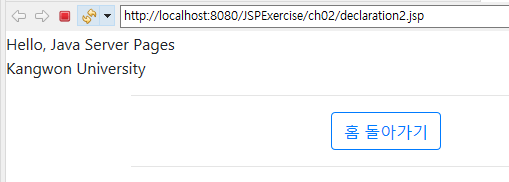 http://localhost:8080/JSPExercise/ch02/declaration2.jsp
Hello, Java Server Pages
Kangwon University
홈 돌아가기